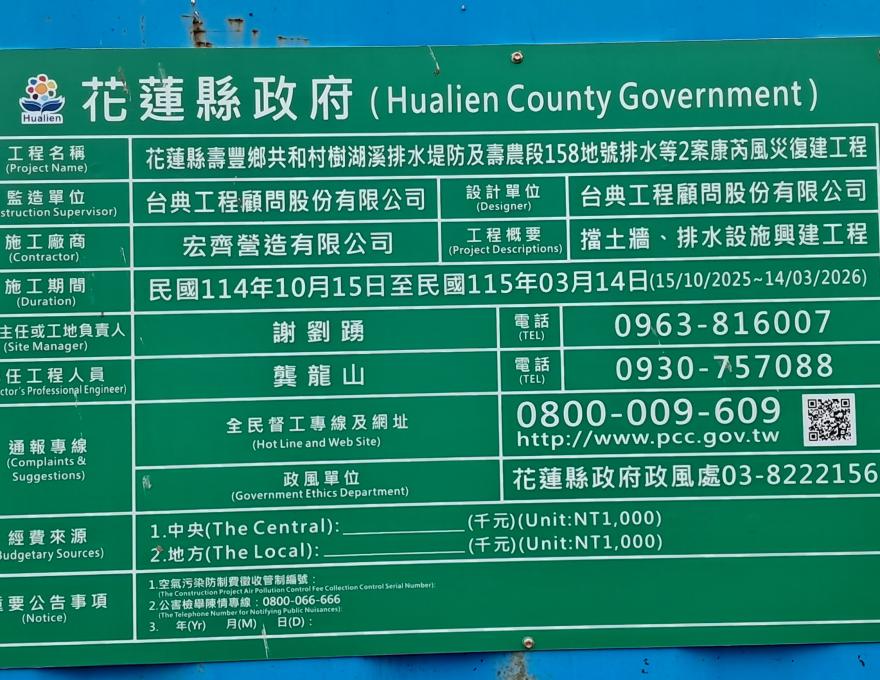 Hualien
花蓮縣政府 (Hualien County Government)
工程名稱 花蓮縣壽豐鄉共和村樹湖溪排水堤防及壽農段158地號排水等2案康芮風災復建工程
(Project Name)
監造單位 台典工程顧問股份有限公司 設計單位 台典工程顧問股份有限公司
struction Supervisor) (Designer)
施工廠商 宏齊營造有限公司 工程概要 擋土牆、排水設施興建工程
(Contractor) (Project Descriptions)
施工期間 民國114年10月15日至民國115年03月14日(15/10/2025~14/03/2026)
(Duration)
主任或工地負責人 謝劉踴 電話 0963-816007
(Site Manager) (TEL)
任工程人員 龔龍山 電話 0930-757088
ctor's Professional Engineer) (TEL)
通報專線
(Complaints &
Suggestions)
全民督工專線及網址 0800-009-609
(Hot Line and Web Site) http://www.pcc.gov.tw
政風單位 花蓮縣政府政風處03-8222156
(Government Ethics Department)
經費來源 1.中央(The Central):__________(千元)(Unit:NT1,000)
udgetary Sources) 2.地方(The Local):__________(千元)(Unit:NT1,000)
重要公告事項
(Notice)
1.空氣污染防制費徵收管制編號：
(The Construction Project Air Pollution Control Fee Collection Control Serial Number):
2.公害檢舉陳情專線：0800-066-666
(The Telephone Number for Notifying Public Nuisances):
3. 年(Yr) 月(M) 日(D)：